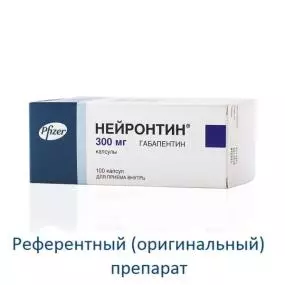 Pfizer
НЕЙРОНТИН®
300 мг
ГАБАПЕНТИН
капсулы
100 капсул
ДЛЯ ПРИЕМА ВНУТРЬ
Референтный (оригинальный)
препарат